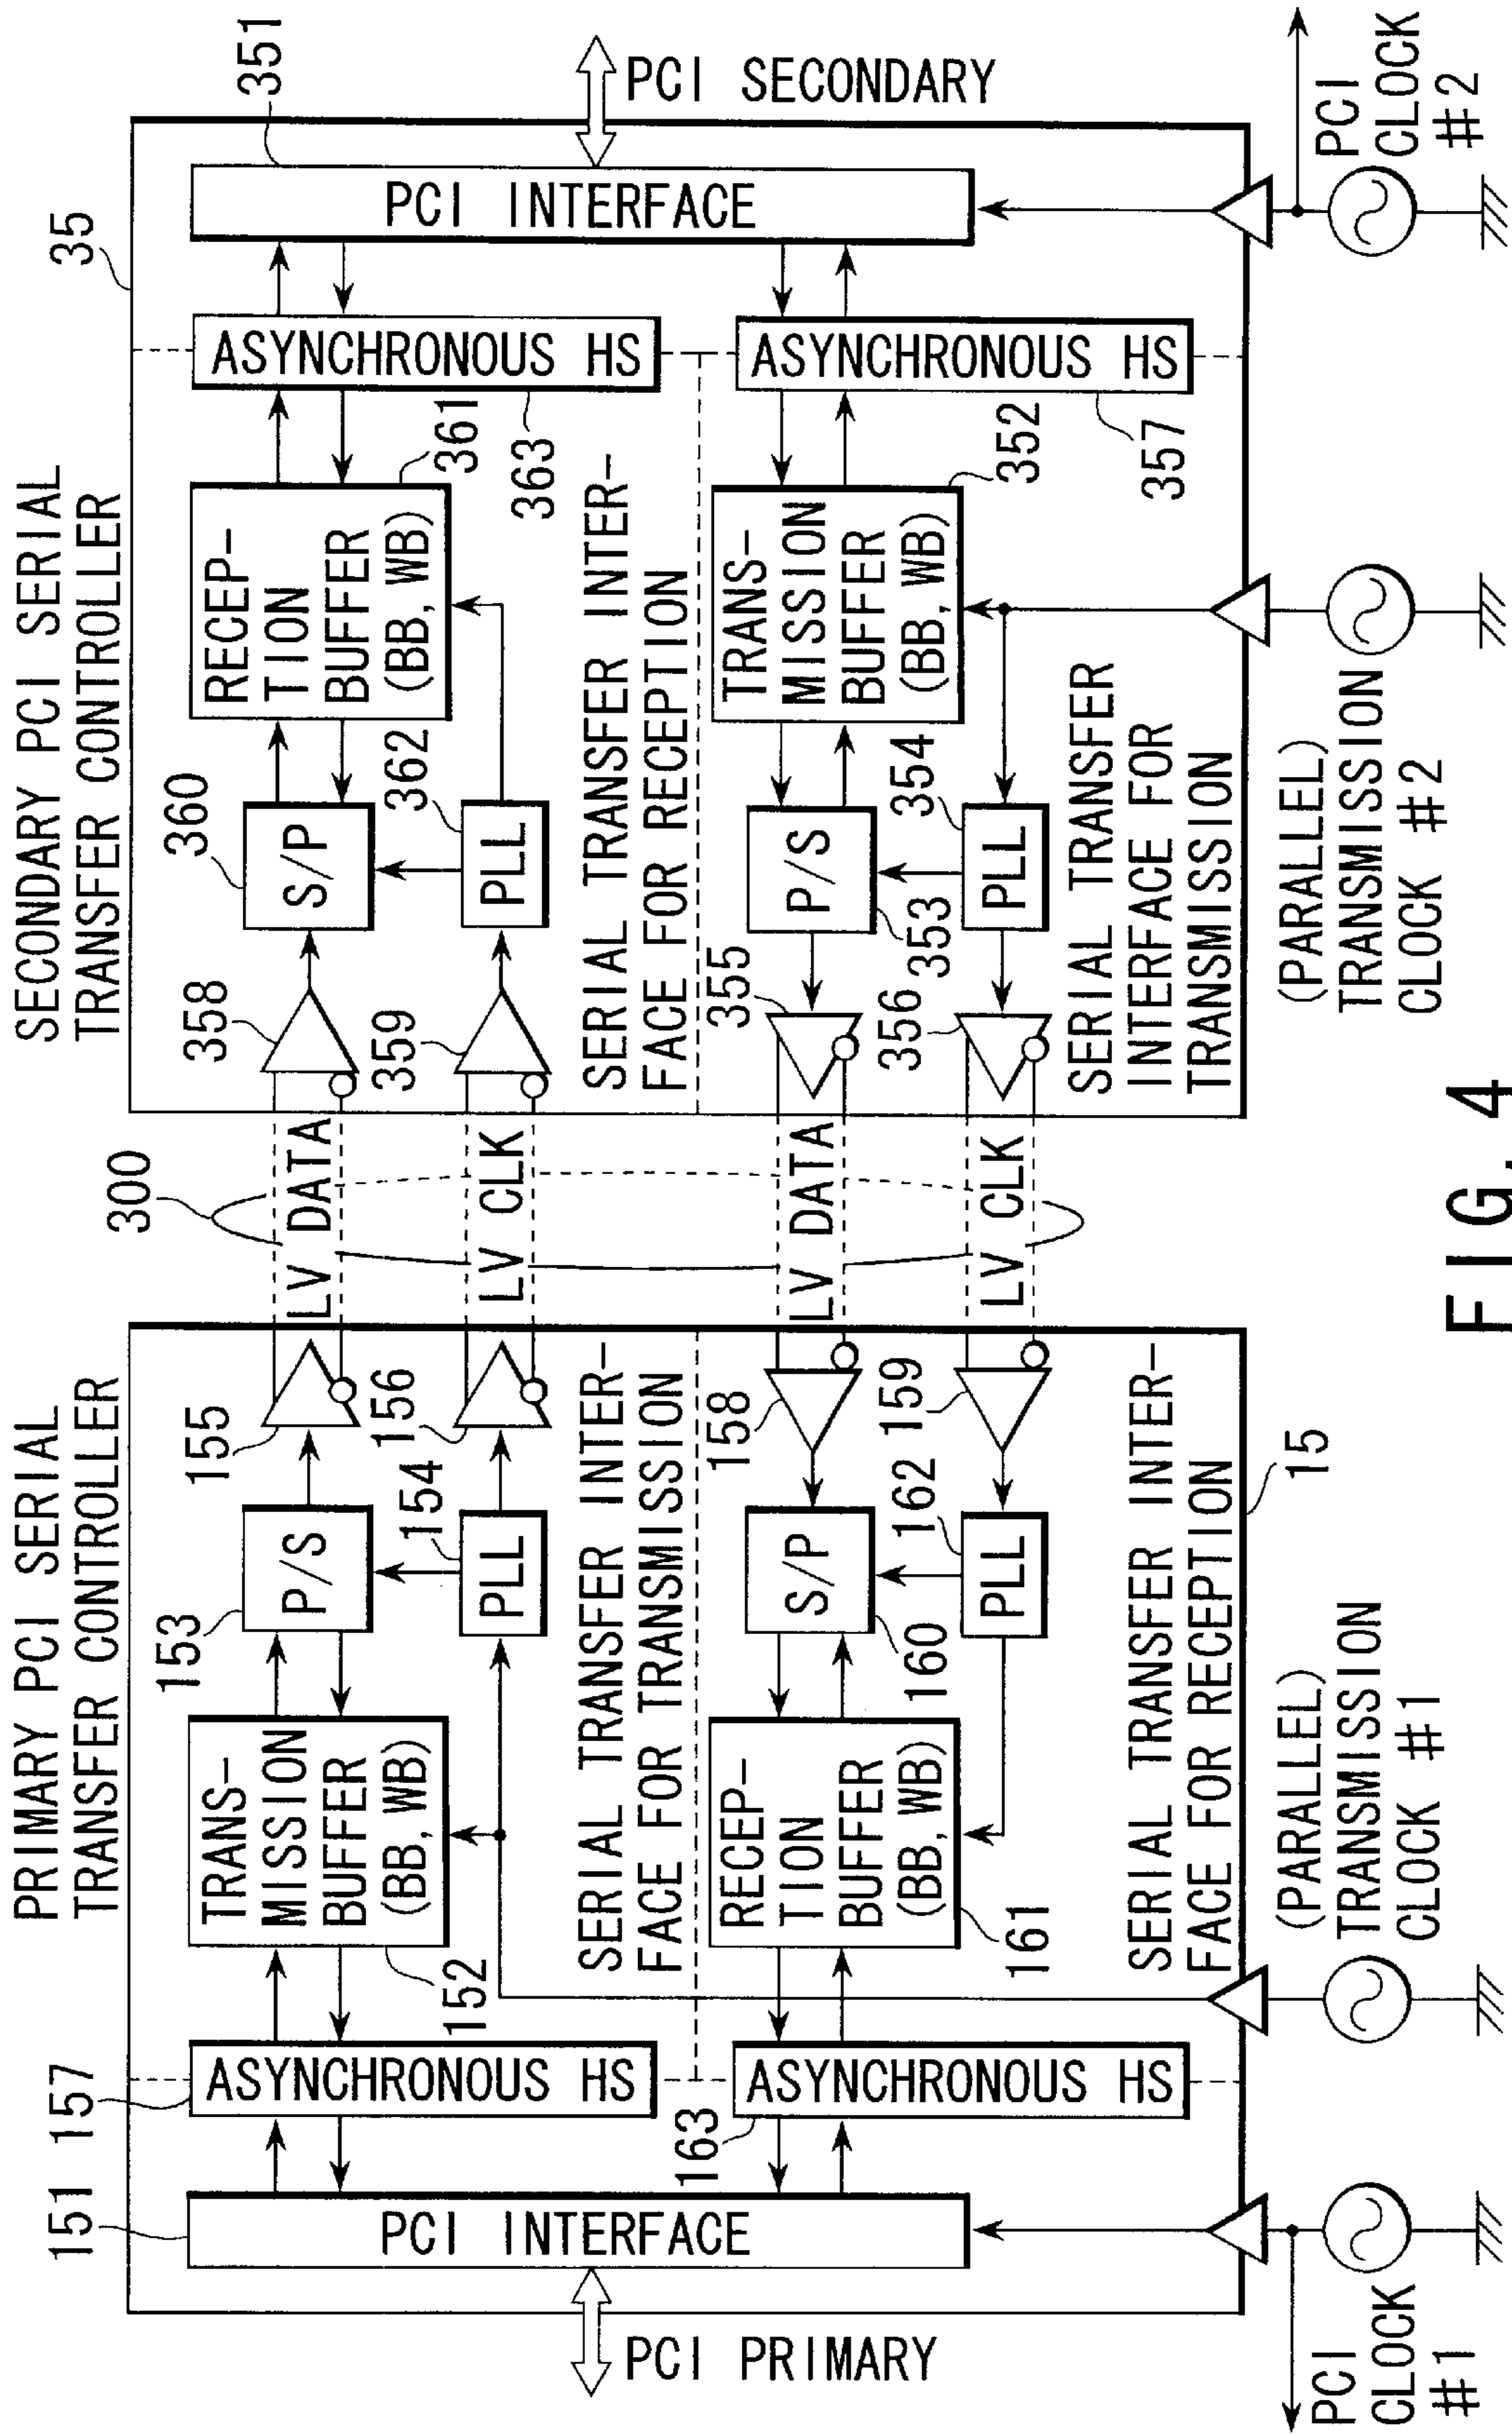 PRIMARY PCI SERIAL
TRANSFER CONTROLLER
151
157
152
153
154
155
156
PCI INTERFACE
ASYNCHRONOUS HS
TRANS-
MISSION
BUFFER
(BB, WB)
P/S
PLL
SERIAL TRANSFER INTER-
FACE FOR TRANSMISSION
163
ASYNCHRONOUS HS
RECEP-
TION
BUFFER
(BB, WB)
161
S/P
160
PLL
162
158
159
SERIAL TRANSFER INTER-
FACE FOR RECEPTION
15
PCI PRIMARY
PCI
CLOCK
#1
(PARALLEL)
TRANSMISSION
CLOCK #1
300
LV DATA
LV CLK
LV DATA
LV CLK
SECONDARY PCI SERIAL
TRANSFER CONTROLLER
35
358
359
360
S/P
362
PLL
RECEP-
TION
BUFFER
(BB, WB)
361
363
ASYNCHRONOUS HS
351
PCI INTERFACE
SERIAL TRANSFER INTER-
FACE FOR RECEPTION
355
356
P/S
353
354
PLL
TRANS-
MISSION
BUFFER
(BB, WB)
352
ASYNCHRONOUS HS
357
SERIAL TRANSFER
INTERFACE FOR
TRANSMISSION
PCI SECONDARY
(PARALLEL)
TRANSMISSION
CLOCK #2
PCI
CLOCK
#2
FIG. 4